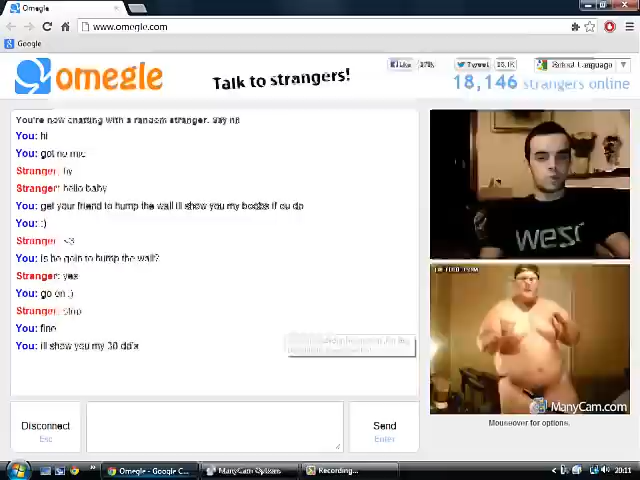 Omegle
www.omegle.com
Google
omegle
Talk to strangers!
Like
Tweet
18,146 strangers online
You're now chatting with a random stranger. Say hi!
You: hi
You: got no mic
Stranger: hy
Stranger: hello baby
You: get your friend to hump the wall ill show you my boobs if ou do
You: :)
Stranger: <3
You: is he goin to hump the wall?
Stranger: yes
You: go on :)
Stranger: stop
You: fine
You: ill show you my 30 dd's
wesc
ManyCam.com
Mouseover for options.
Disconnect
Esc
Send
Enter
Omegle - Google C...
ManyCam Options
Recording...
20:11